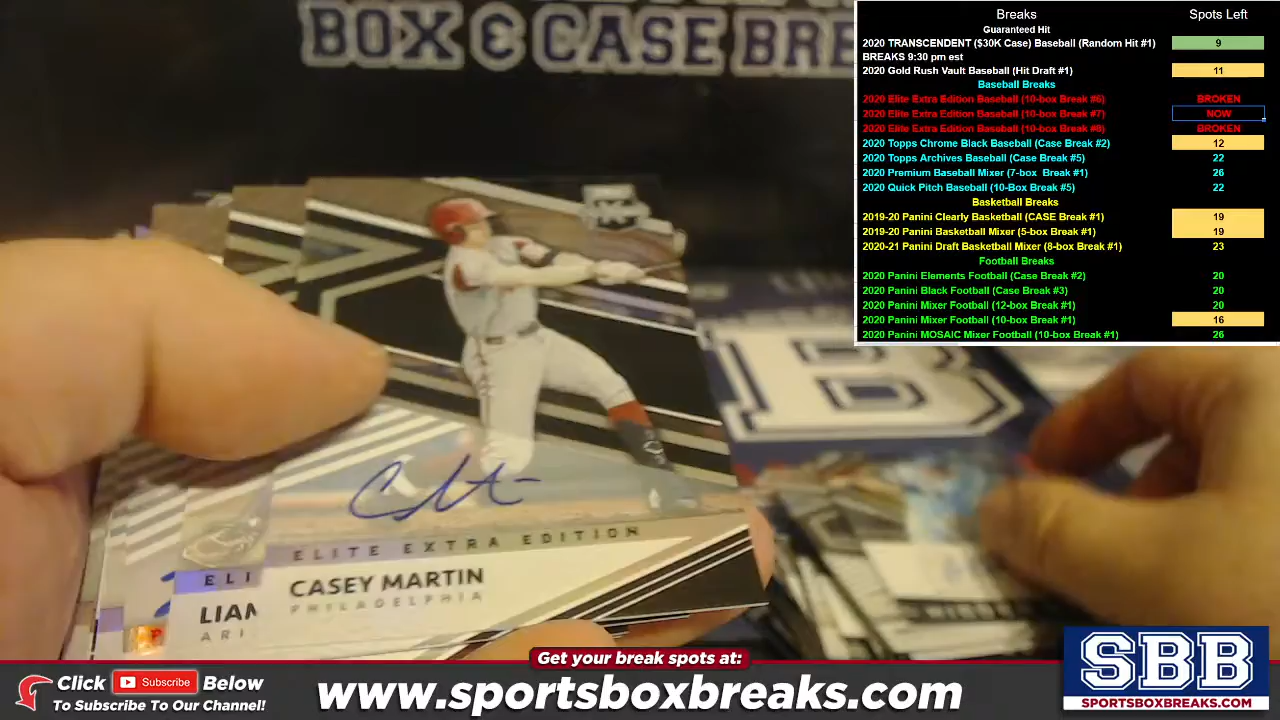 BOX & CASE BRE
Breaks Spots Left
Guaranteed Hit
2020 TRANSCENDENT ($30K Case) Baseball (Random Hit #1) 9
BREAKS 9:30 pm est
2020 Gold Rush Vault Baseball (Hit Draft #1) 11
Baseball Breaks
2020 Elite Extra Edition Baseball (10-box Break #6) BROKEN
2020 Elite Extra Edition Baseball (10-box Break #7) NOW
2020 Elite Extra Edition Baseball (10-box Break #8) BROKEN
2020 Topps Chrome Black Baseball (Case Break #2) 12
2020 Topps Archives Baseball (Case Break #5) 22
2020 Premium Baseball Mixer (7-box Break #1) 26
2020 Quick Pitch Baseball (10-Box Break #5) 22
Basketball Breaks
2019-20 Panini Clearly Basketball (CASE Break #1) 19
2019-20 Panini Basketball Mixer (5-box Break #1) 19
2020-21 Panini Draft Basketball Mixer (8-box Break #1) 23
Football Breaks
2020 Panini Elements Football (Case Break #2) 20
2020 Panini Black Football (Case Break #3) 20
2020 Panini Mixer Football (12-box Break #1) 20
2020 Panini Mixer Football (10-box Break #1) 16
2020 Panini MOSAIC Mixer Football (10-box Break #1) 26
B
ELITE EXTRA EDITION
CASEY MARTIN
PHILADELPHIA
ELI
LIAM
ARI
Get your break spots at:
Click Subscribe Below
To Subscribe To Our Channel!
www.sportsboxbreaks.com
SBB
SPORTSBOXBREAKS.COM